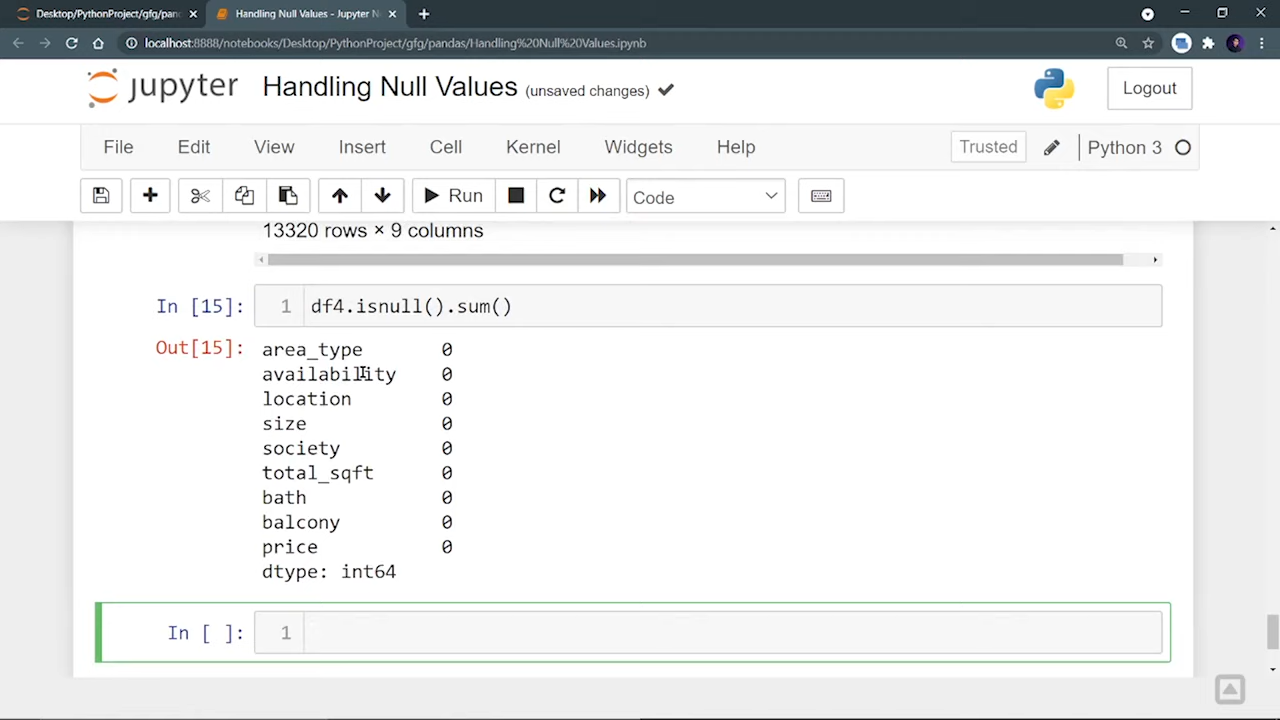 Desktop/PythonProject/gfg/pan
Handling Null Values - Jupyter N
localhost:8888/notebooks/Desktop/PythonProject/gfg/pandas/Handling%20Null%20Values.ipynb
jupyter Handling Null Values (unsaved changes) Logout
File Edit View Insert Cell Kernel Widgets Help Trusted Python 3
Run Code
13320 rows × 9 columns
In [15]: 1 df4.isnull().sum()
Out[15]: area_type 0
availability 0
location 0
size 0
society 0
total_sqft 0
bath 0
balcony 0
price 0
dtype: int64
In [ ]: 1